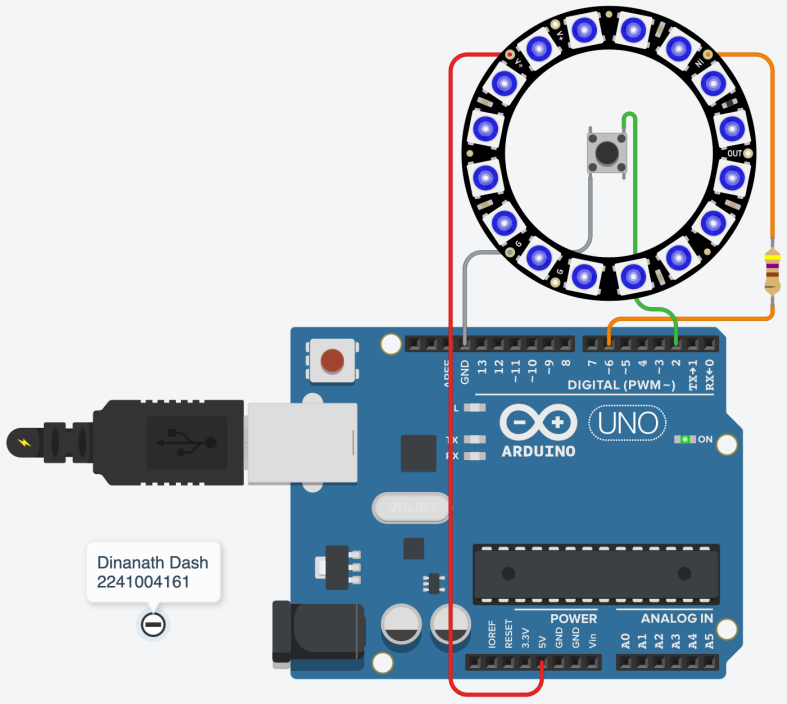 V+
V+
IN
OUT
G
G
AREF
GND
13
12
~11
~10
~9
8
7
~6
~5
4
~3
2
TX→1
RX←0
DIGITAL (PWM~)
L
TX
RX
ARDUINO
UNO
ON
SPK16.000G
Dinanath Dash
2241004161
POWER
ANALOG IN
IOREF
RESET
3.3V
5V
GND
GND
Vin
A0
A1
A2
A3
A4
A5